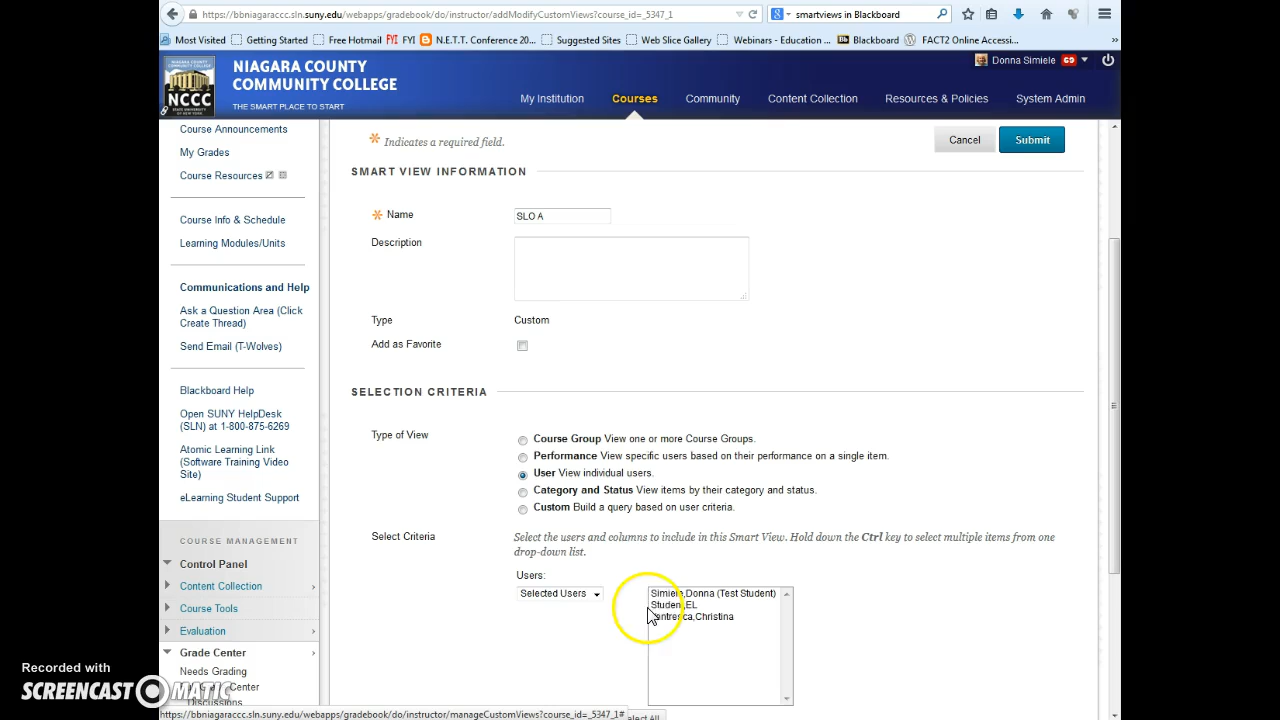 https://bbniagaracc.sln.suny.edu/webapps/gradebook/do/instructor/addModifyCustomViews?course_id=_5347_1
smartviews in Blackboard
Most Visited
Getting Started
Free Hotmail
FYI
N.E.T.T. Conference 20...
Suggested Sites
Web Slice Gallery
Webinars - Education ...
Blackboard
FACT2 Online Accessi...
»
NIAGARA COUNTY
COMMUNITY COLLEGE
THE SMART PLACE TO START
NCCC
Donna Simiele 69
My Institution
Courses
Community
Content Collection
Resources & Policies
System Admin
Course Announcements
My Grades
Course Resources
Course Info & Schedule
Learning Modules/Units
Communications and Help
Ask a Question Area (Click
Create Thread)
Send Email (T-Wolves)
Blackboard Help
Open SUNY HelpDesk
(SLN) at 1-800-875-6269
Atomic Learning Link
(Software Training Video
Site)
eLearning Student Support
COURSE MANAGEMENT
Control Panel
Content Collection
Course Tools
Evaluation
Grade Center
Needs Grading
Center
Discussions
Indicates a required field.
Cancel
Submit
SMART VIEW INFORMATION
Name
SLO A
Description
Type
Custom
Add as Favorite
SELECTION CRITERIA
Type of View
Course Group View one or more Course Groups.
Performance View specific users based on their performance on a single item.
User View individual users.
Category and Status View items by their category and status.
Custom Build a query based on user criteria.
Select Criteria
Select the users and columns to include in this Smart View. Hold down the Ctrl key to select multiple items from one
drop-down list.
Users:
Selected Users
Simiele,Donna (Test Student)
Student,EL
Christina
Recorded with
SCREENCAST MATIC
https://bbniagaracc.sln.suny.edu/webapps/gradebook/do/instructor/manageCustomViews?course_id=_5347_1#